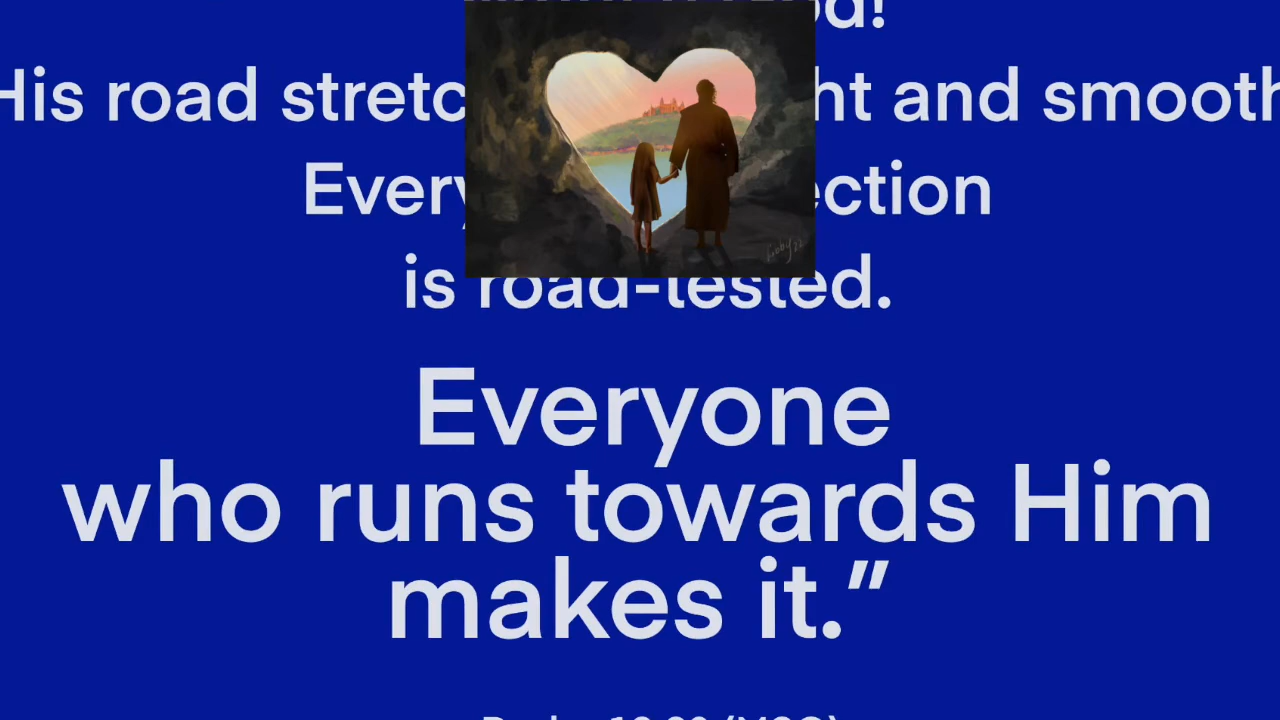 His road stretc ht and smooth
Every ection
is road-tested.
Everyone
who runs towards Him
makes it.”